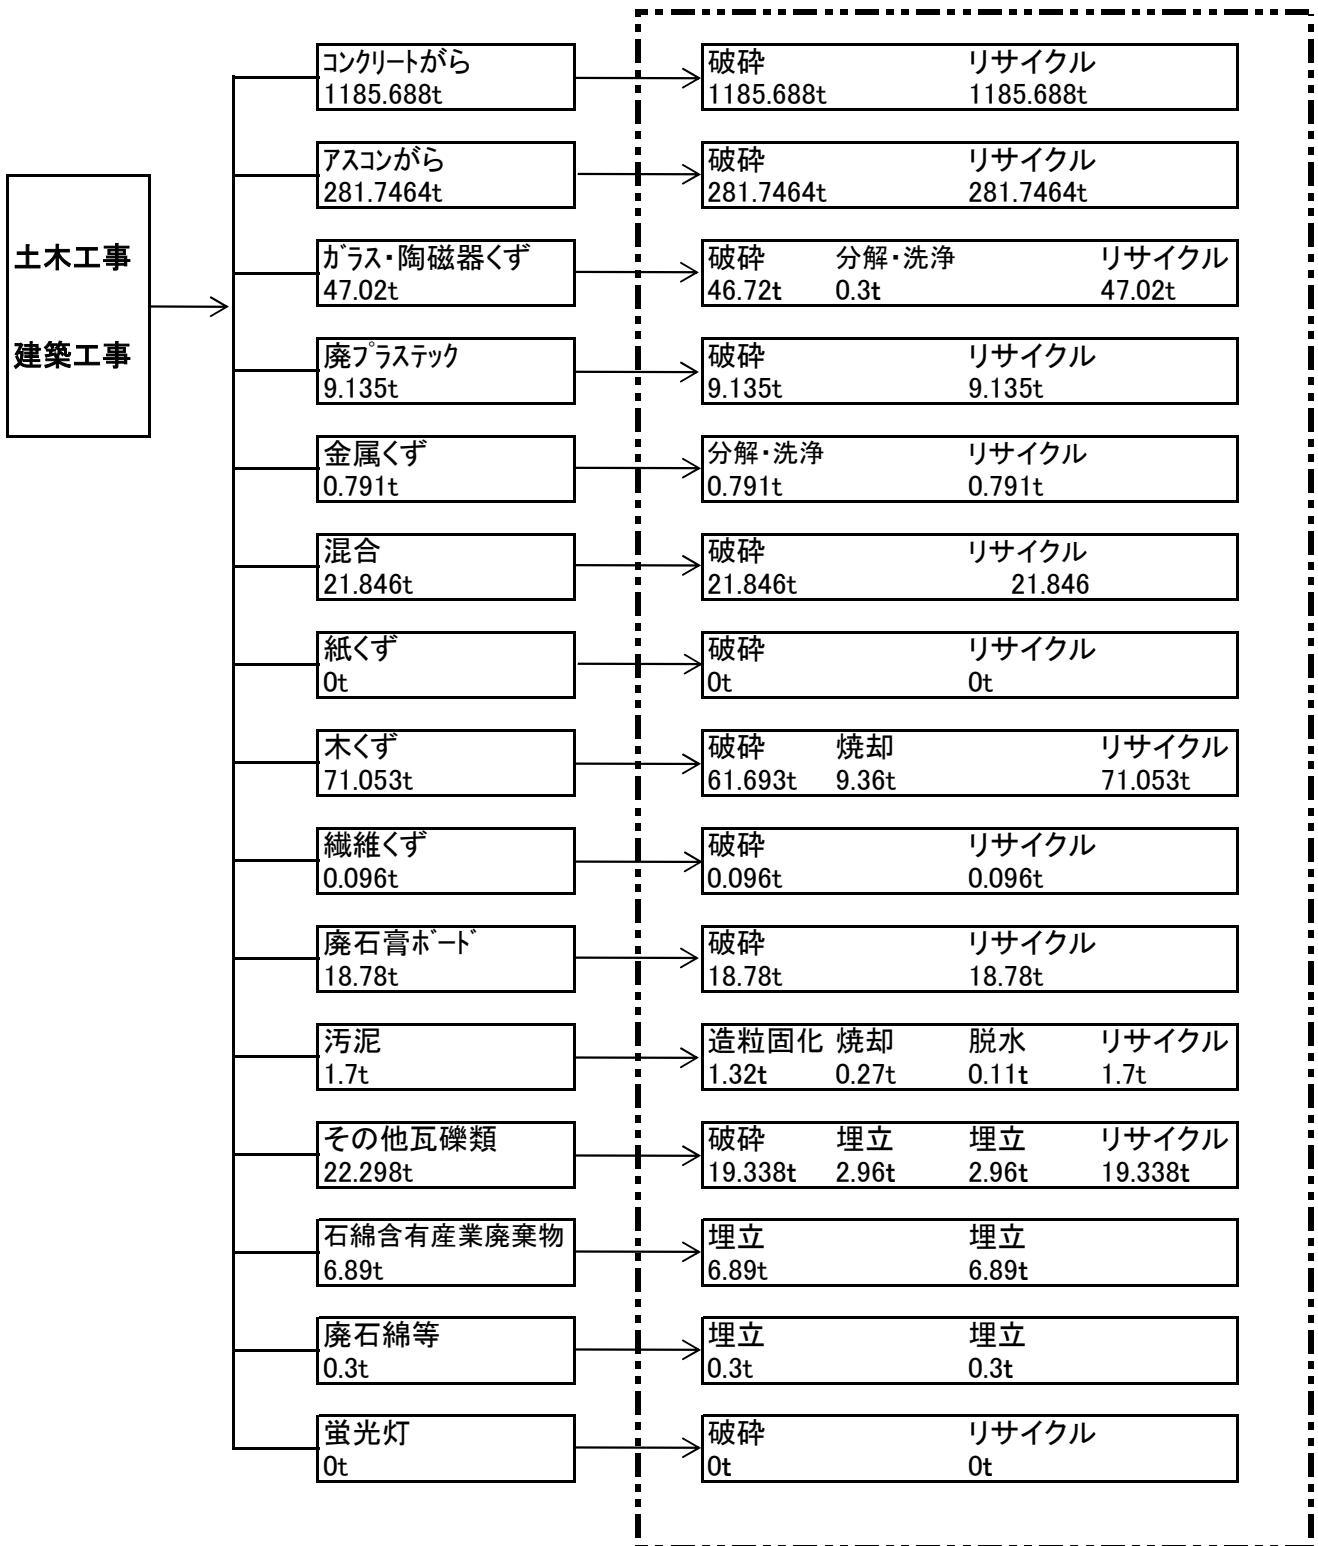 土木工事
建築工事
コンクリートがら
1185.688t
破砕 リサイクル
1185.688t 1185.688t
アスコンがら
281.7464t
破砕 リサイクル
281.7464t 281.7464t
ガラス・陶磁器くず
47.02t
破砕 分解・洗浄 リサイクル
46.72t 0.3t 47.02t
廃プラステック
9.135t
破砕 リサイクル
9.135t 9.135t
金属くず
0.791t
分解・洗浄 リサイクル
0.791t 0.791t
混合
21.846t
破砕 リサイクル
21.846t 21.846
紙くず
0t
破砕 リサイクル
0t 0t
木くず
71.053t
破砕 焼却 リサイクル
61.693t 9.36t 71.053t
繊維くず
0.096t
破砕 リサイクル
0.096t 0.096t
廃石膏ボード
18.78t
破砕 リサイクル
18.78t 18.78t
汚泥
1.7t
造粒固化 焼却 脱水 リサイクル
1.32t 0.27t 0.11t 1.7t
その他瓦礫類
22.298t
破砕 埋立 埋立 リサイクル
19.338t 2.96t 2.96t 19.338t
石綿含有産業廃棄物
6.89t
埋立 埋立
6.89t 6.89t
廃石綿等
0.3t
埋立 埋立
0.3t 0.3t
蛍光灯
0t
破砕 リサイクル
0t 0t